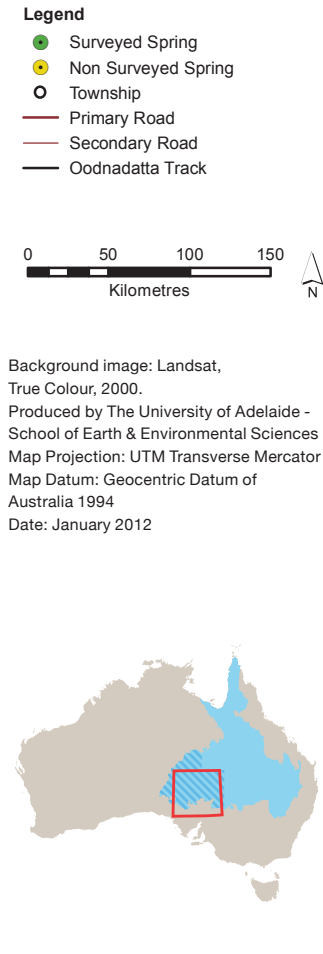 Legend
Surveyed Spring
Non Surveyed Spring
Township
Primary Road
Secondary Road
Oodnadatta Track
0 50 100 150
Kilometres
N
Background image: Landsat,
True Colour, 2000.
Produced by The University of Adelaide -
School of Earth & Environmental Sciences
Map Projection: UTM Transverse Mercator
Map Datum: Geocentric Datum of
Australia 1994
Date: January 2012